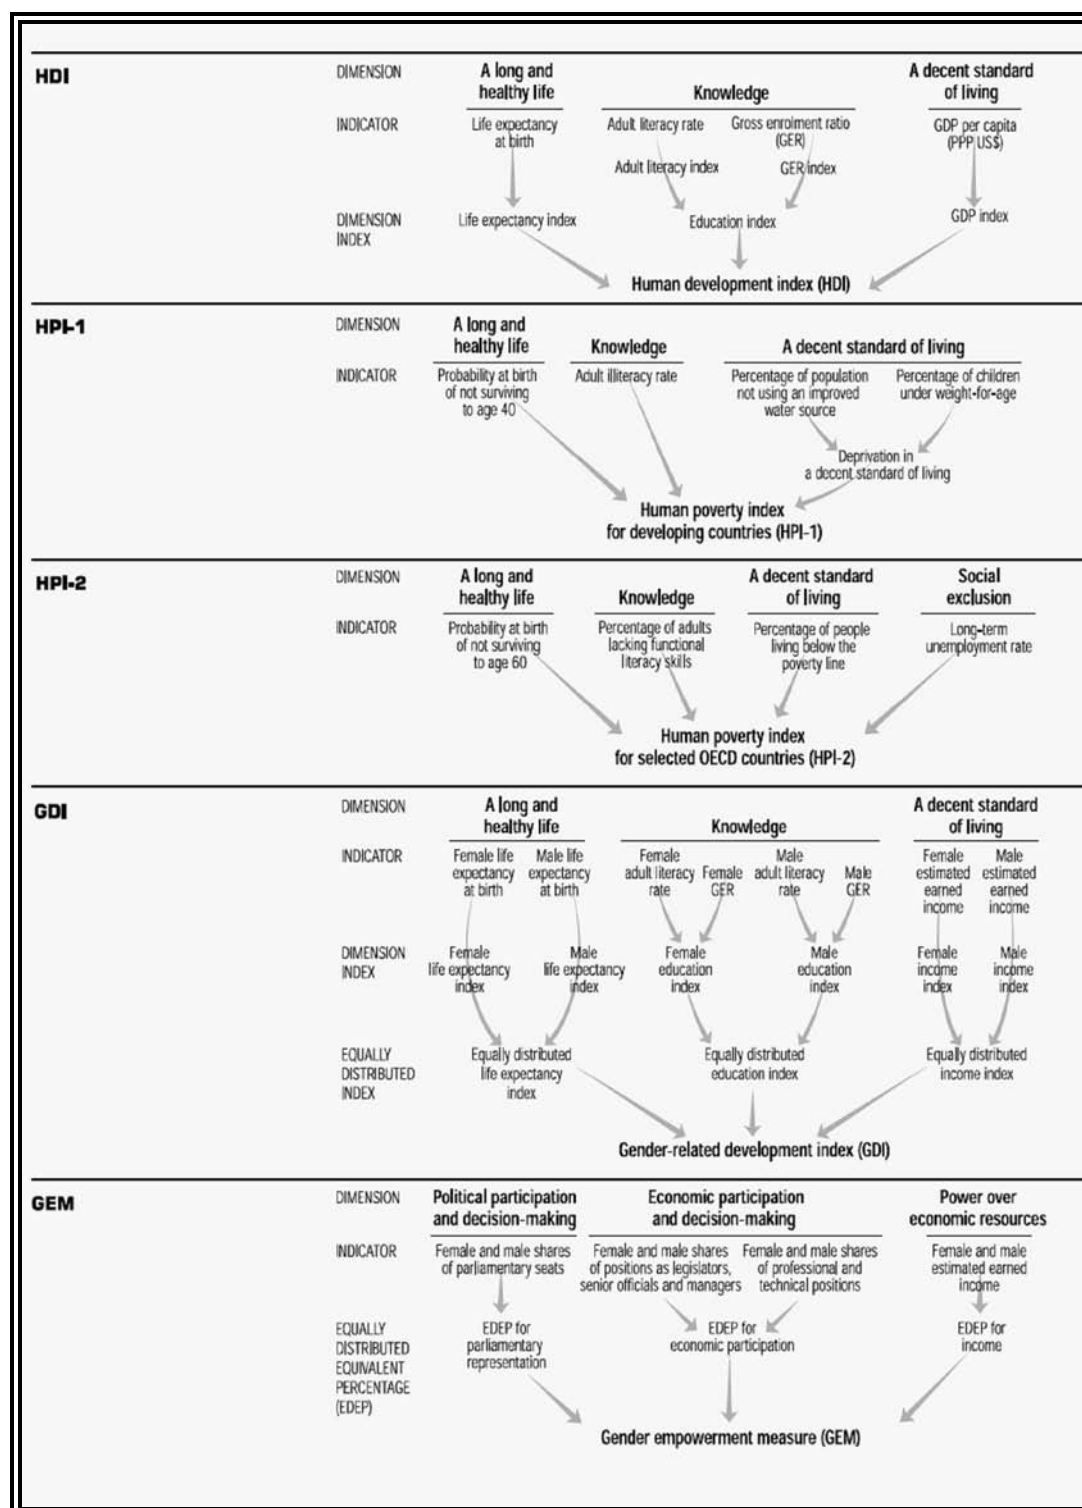 HDI
DIMENSION
A long and
healthy life
Knowledge
A decent standard
of living
INDICATOR
Life expectancy
at birth
Adult literacy rate
Gross enrolment ratio
(GER)
GDP per capita
(PPP US$)
Adult literacy index
GER index
DIMENSION
INDEX
Life expectancy index
Education index
GDP index
Human development index (HDI)
HPI-1
DIMENSION
A long and
healthy life
Knowledge
A decent standard of living
INDICATOR
Probability at birth
of not surviving
to age 40
Adult illiteracy rate
Percentage of population
not using an improved
water source
Percentage of children
under weight-for-age
Deprivation in
a decent standard of living
Human poverty index
for developing countries (HPI-1)
HPI-2
DIMENSION
A long and
healthy life
Knowledge
A decent standard
of living
Social
exclusion
INDICATOR
Probability at birth
of not surviving
to age 60
Percentage of adults
lacking functional
literacy skills
Percentage of people
living below the
poverty line
Long-term
unemployment rate
Human poverty index
for selected OECD countries (HPI-2)
GDI
DIMENSION
A long and
healthy life
Knowledge
A decent standard
of living
INDICATOR
Female life
expectancy
at birth
Male life
expectancy
at birth
Female
adult literacy
rate
Female
GER
Male
adult literacy
rate
Male
GER
Female
estimated
earned
income
Male
estimated
earned
income
DIMENSION
INDEX
Female
life expectancy
index
Male
life expectancy
index
Female
education
index
Male
education
index
Female
income
index
Male
income
index
EQUALLY
DISTRIBUTED
INDEX
Equally distributed
life expectancy
index
Equally distributed
education index
Equally distributed
income index
Gender-related development index (GDI)
GEM
DIMENSION
Political participation
and decision-making
Economic participation
and decision-making
Power over
economic resources
INDICATOR
Female and male shares
of parliamentary seats
Female and male shares
of positions as legislators,
senior officials and managers
Female and male shares
of professional and
technical positions
Female and male
estimated earned
income
EQUALLY
DISTRIBUTED
EQUIVALENT
PERCENTAGE
(EDEP)
EDEP for
parliamentary
representation
EDEP for
economic participation
EDEP for
income
Gender empowerment measure (GEM)